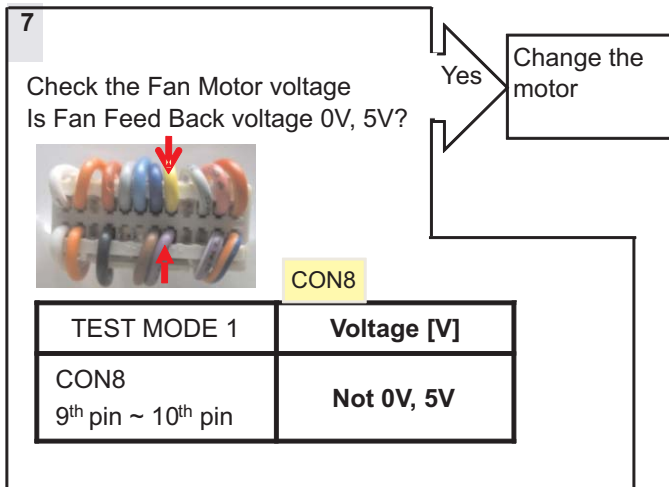 7
Check the Fan Motor voltage
Is Fan Feed Back voltage 0V, 5V?
Yes
Change the
motor
CON8
TEST MODE 1
Voltage [V]
CON8
9th pin ~ 10th pin
Not 0V, 5V